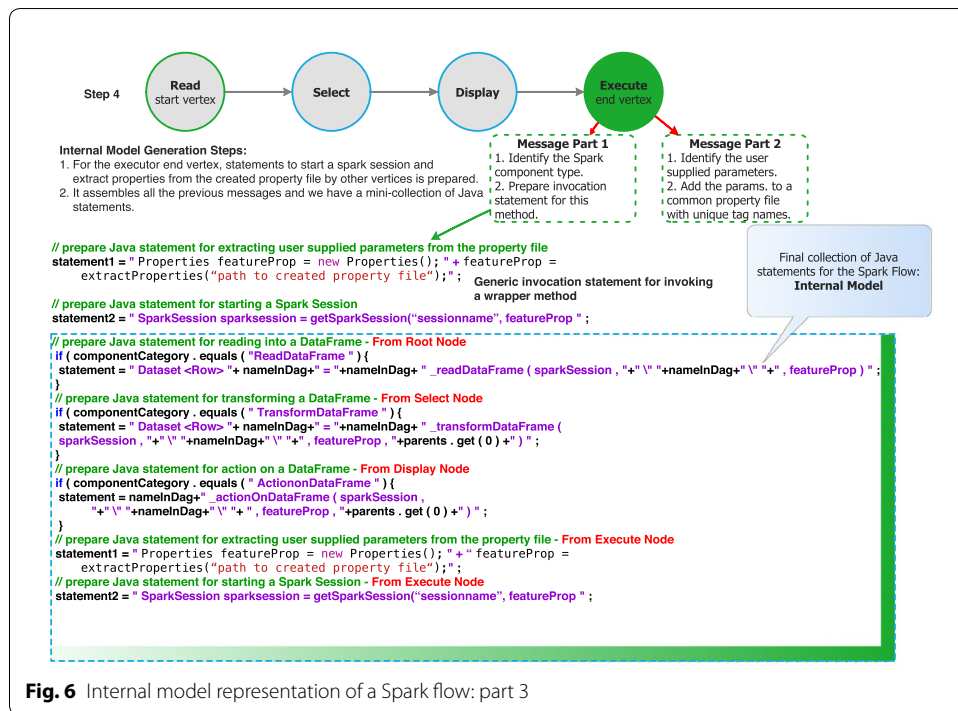 Step 4
Read
start vertex
Select
Display
Execute
end vertex
Internal Model Generation Steps:
1. For the executor end vertex, statements to start a spark session and
extract properties from the created property file by other vertices is prepared.
2. It assembles all the previous messages and we have a mini-collection of Java
statements.
Message Part 1
1. Identify the Spark
component type.
2. Prepare invocation
statement for this
method.
Message Part 2
1. Identify the user
supplied parameters.
2. Add the params. to a
common property file
with unique tag names.
// prepare Java statement for extracting user supplied parameters from the property file
statement1 = " Properties featureProp = new Properties(); " + featureProp =
extractProperties(“path to created property file“);" ;
Generic invocation statement for invoking
a wrapper method
Final collection of Java
statements for the Spark Flow:
Internal Model
// prepare Java statement for starting a Spark Session
statement2 = " SparkSession sparksession = getSparkSession(“sessionname”, featureProp " ;
// prepare Java statement for reading into a DataFrame - From Root Node
if ( componentCategory . equals ( "ReadDataFrame " ) {
statement = " Dataset <Row> "+ nameInDag+" = "+nameInDag+ " _readDataFrame ( sparkSession , "+" \" "+nameInDag+" \" "+" , featureProp ) " ;
}
// prepare Java statement for transforming a DataFrame - From Select Node
if ( componentCategory . equals ( " TransformDataFrame " ) {
statement = " Dataset <Row> "+ nameInDag+" = "+nameInDag+ " _transformDataFrame (
sparkSession , "+" \" "+nameInDag+" \" "+" , featureProp , "+parents . get ( 0 ) +" ) " ;
}
// prepare Java statement for action on a DataFrame - From Display Node
if ( componentCategory . equals ( " ActiononDataFrame " ) {
statement = nameInDag+" _actionOnDataFrame ( sparkSession ,
"+" \" "+nameInDag+" \" "+ " , featureProp , "+parents . get ( 0 ) +" ) " ;
}
// prepare Java statement for extracting user supplied parameters from the property file - From Execute Node
statement1 = " Properties featureProp = new Properties(); " + “ featureProp =
extractProperties(“path to created property file“);" ;
// prepare Java statement for starting a Spark Session - From Execute Node
statement2 = " SparkSession sparksession = getSparkSession(“sessionname”, featureProp " ;
Fig. 6 Internal model representation of a Spark flow: part 3